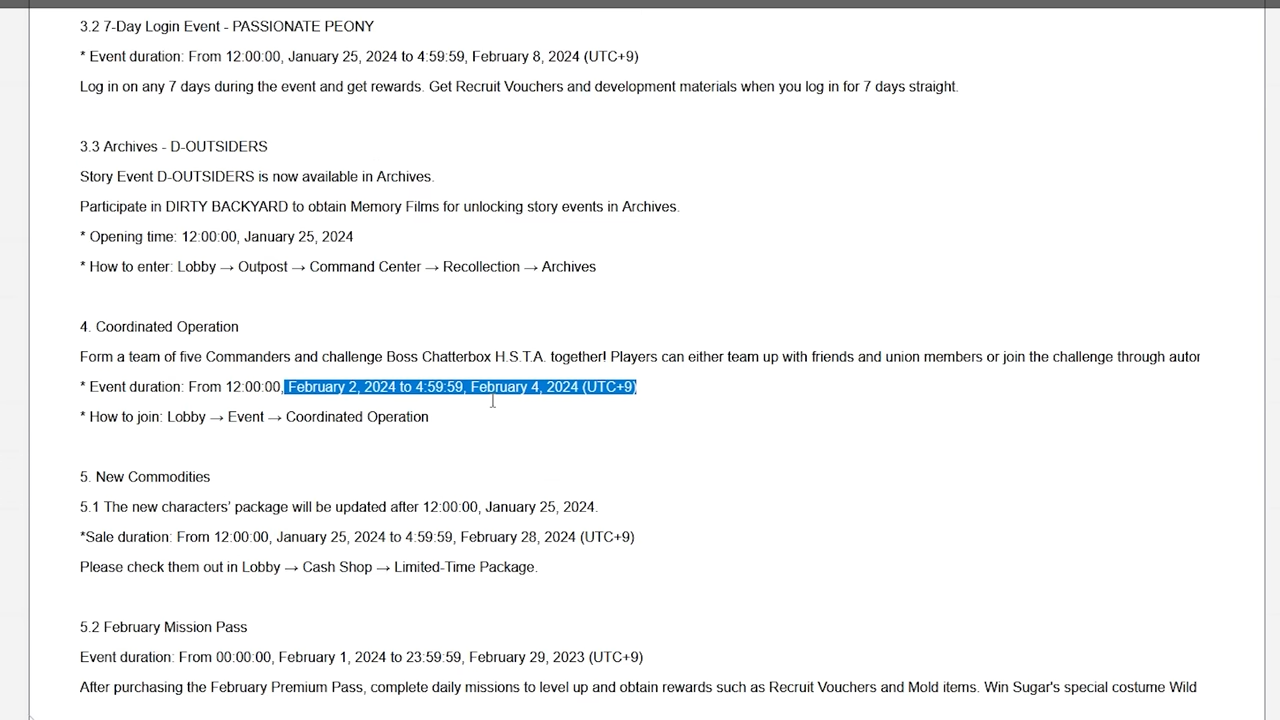 3.2 7-Day Login Event - PASSIONATE PEONY
* Event duration: From 12:00:00, January 25, 2024 to 4:59:59, February 8, 2024 (UTC+9)
Log in on any 7 days during the event and get rewards. Get Recruit Vouchers and development materials when you log in for 7 days straight.
3.3 Archives - D-OUTSIDERS
Story Event D-OUTSIDERS is now available in Archives.
Participate in DIRTY BACKYARD to obtain Memory Films for unlocking story events in Archives.
* Opening time: 12:00:00, January 25, 2024
* How to enter: Lobby → Outpost → Command Center → Recollection → Archives
4. Coordinated Operation
Form a team of five Commanders and challenge Boss Chatterbox H.S.T.A. together! Players can either team up with friends and union members or join the challenge through autor
* Event duration: From 12:00:00, February 2, 2024 to 4:59:59, February 4, 2024 (UTC+9)
* How to join: Lobby → Event → Coordinated Operation
5. New Commodities
5.1 The new characters' package will be updated after 12:00:00, January 25, 2024.
*Sale duration: From 12:00:00, January 25, 2024 to 4:59:59, February 28, 2024 (UTC+9)
Please check them out in Lobby → Cash Shop → Limited-Time Package.
5.2 February Mission Pass
Event duration: From 00:00:00, February 1, 2024 to 23:59:59, February 29, 2023 (UTC+9)
After purchasing the February Premium Pass, complete daily missions to level up and obtain rewards such as Recruit Vouchers and Mold items. Win Sugar's special costume Wild